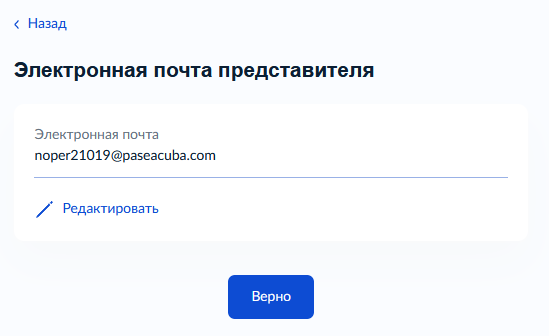 Назад
Электронная почта представителя
Электронная почта
noper21019@paseacuba.com
Редактировать
Верно